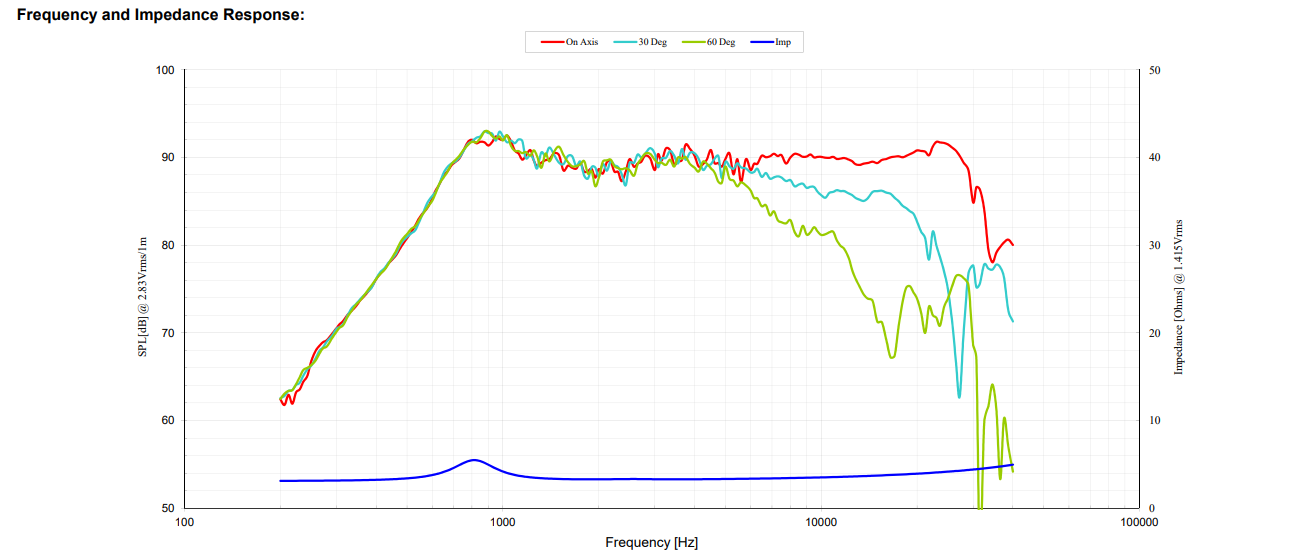 Frequency and Impedance Response:
On Axis 30 Deg 60 Deg Imp
100 50
90 40
80 30
SPL[dB] @ 2.83Vrms/1m
Impedance [Ohms] @ 1.415Vrms
70 20
60 10
50 0
100 1000 10000 100000
Frequency [Hz]